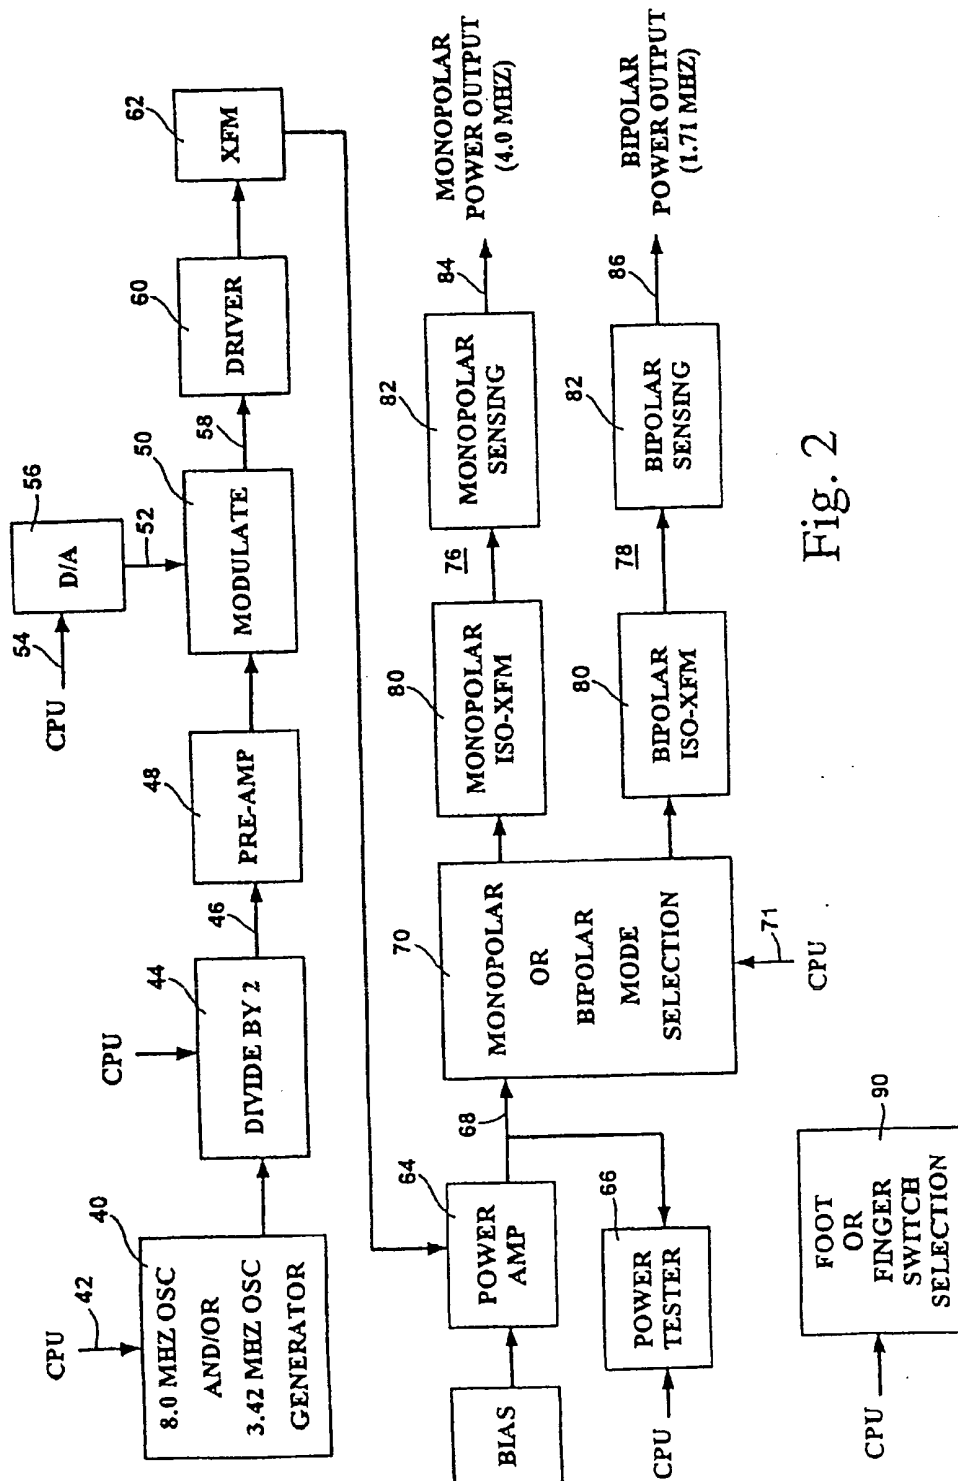 CPU
42
40
8.0 MHZ OSC
AND/OR
3.42 MHZ OSC
GENERATOR
CPU
44
DIVIDE BY 2
46
48
PRE-AMP
CPU
54
56
D/A
52
50
MODULATE
58
60
DRIVER
62
XFM
BIAS
64
POWER
AMP
68
66
POWER
TESTER
CPU
70
MONOPOLAR
OR
BIPOLAR
MODE
SELECTION
71
CPU
80
MONOPOLAR
ISO-XFM
76
82
MONOPOLAR
SENSING
84
MONOPOLAR
POWER OUTPUT
(4.0 MHZ)
80
BIPOLAR
ISO-XFM
78
82
BIPOLAR
SENSING
86
BIPOLAR
POWER OUTPUT
(1.71 MHZ)
CPU
90
FOOT
OR
FINGER
SWITCH
SELECTION
Fig. 2